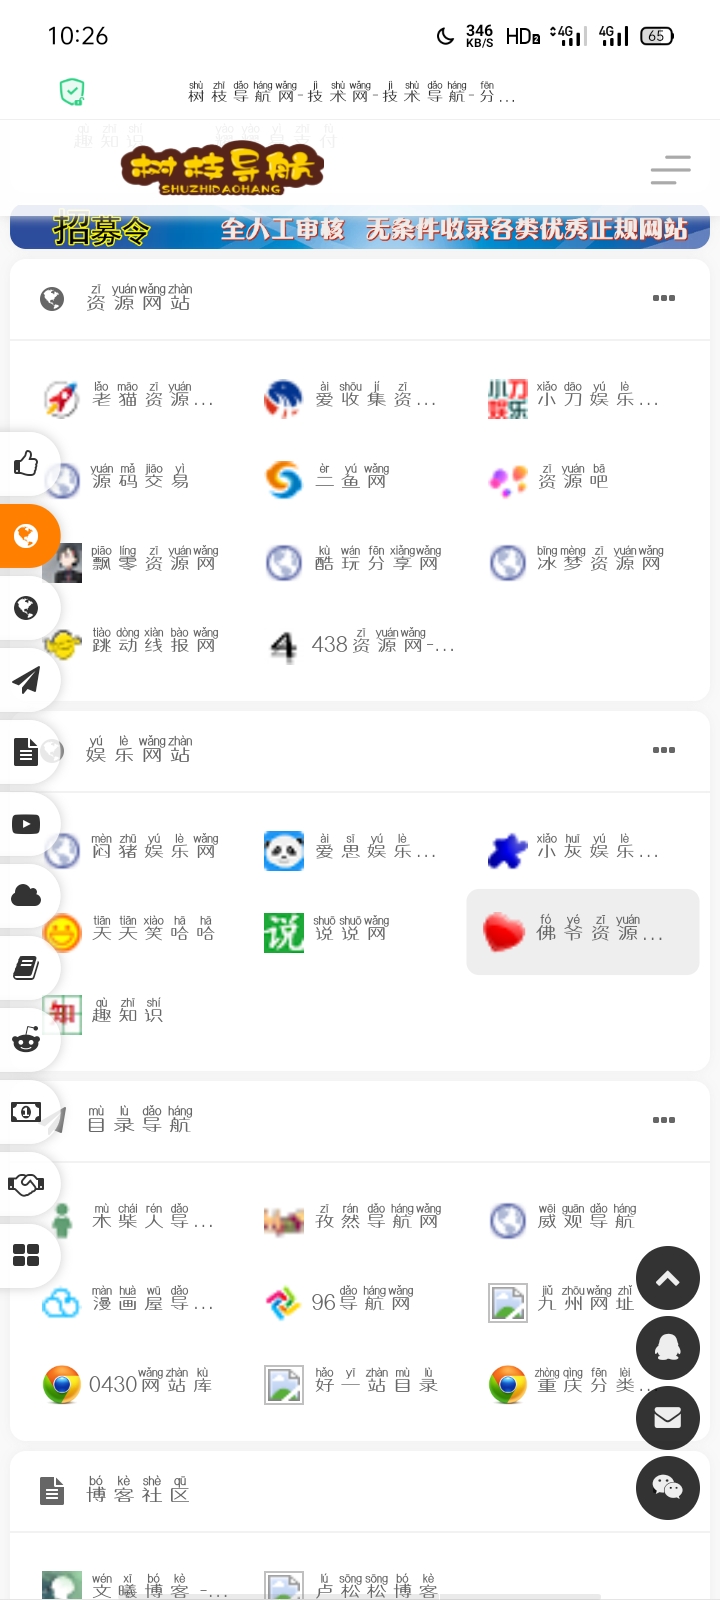 10:26 346 KB/S HD2 4G 4G 65
shù zhī dǎo háng wǎng jì shù wǎng jì shù dǎo háng fēn
树枝导航网-技术网-技术导航-分...
趣知识
树枝导航
SHUZHIDAOHANG
招募令 全人工审核 无条件收录各类优秀正规网站
zī yuán wǎng zhàn
资源网站
lǎo māo zī yuán ài shōu jí zī xiǎo dāo yú lè
老猫资源... 爱收集资... 小刀娱乐...
yuán mǎ jiāo yì èr yú wǎng zī yuán bā
源码交易 二鱼网 资源吧
piāo líng zī yuán wǎng kù wán fēn xiǎng wǎng bīng mèng zī yuán wǎng
飘零资源网 酷玩分享网 冰梦资源网
tiào dòng xiàn bào wǎng zī yuán wǎng
跳动线报网 438资源网-...
yú lè wǎng zhàn
娱乐网站
mèn zhū yú lè wǎng ài sī yú lè xiǎo huī yú lè
闷猪娱乐网 爱思娱乐... 小灰娱乐...
tiān tiān xiào hā hā shuō shuō wǎng fó yé zī yuán
天天笑哈哈 说说网 佛爷资源...
qù zhī shí
趣知识
mù lù dǎo háng
目录导航
mù chái rén dǎo zī rán dǎo háng wǎng wēi guān dǎo háng
木柴人导... 孜然导航网 威观导航
màn huà wū dǎo dǎo háng wǎng jiǔ zhōu wǎng zhǐ
漫画屋导... 96导航网 九州网址
wǎng zhàn kù hǎo yī zhàn mù lù zhòng qìng fēn lèi
0430网站库 好一站目录 重庆分类...
bó kè shè qū
博客社区
wén xī bó kè lú sōng sōng bó kè
文曦博客 -... 卢松松博客